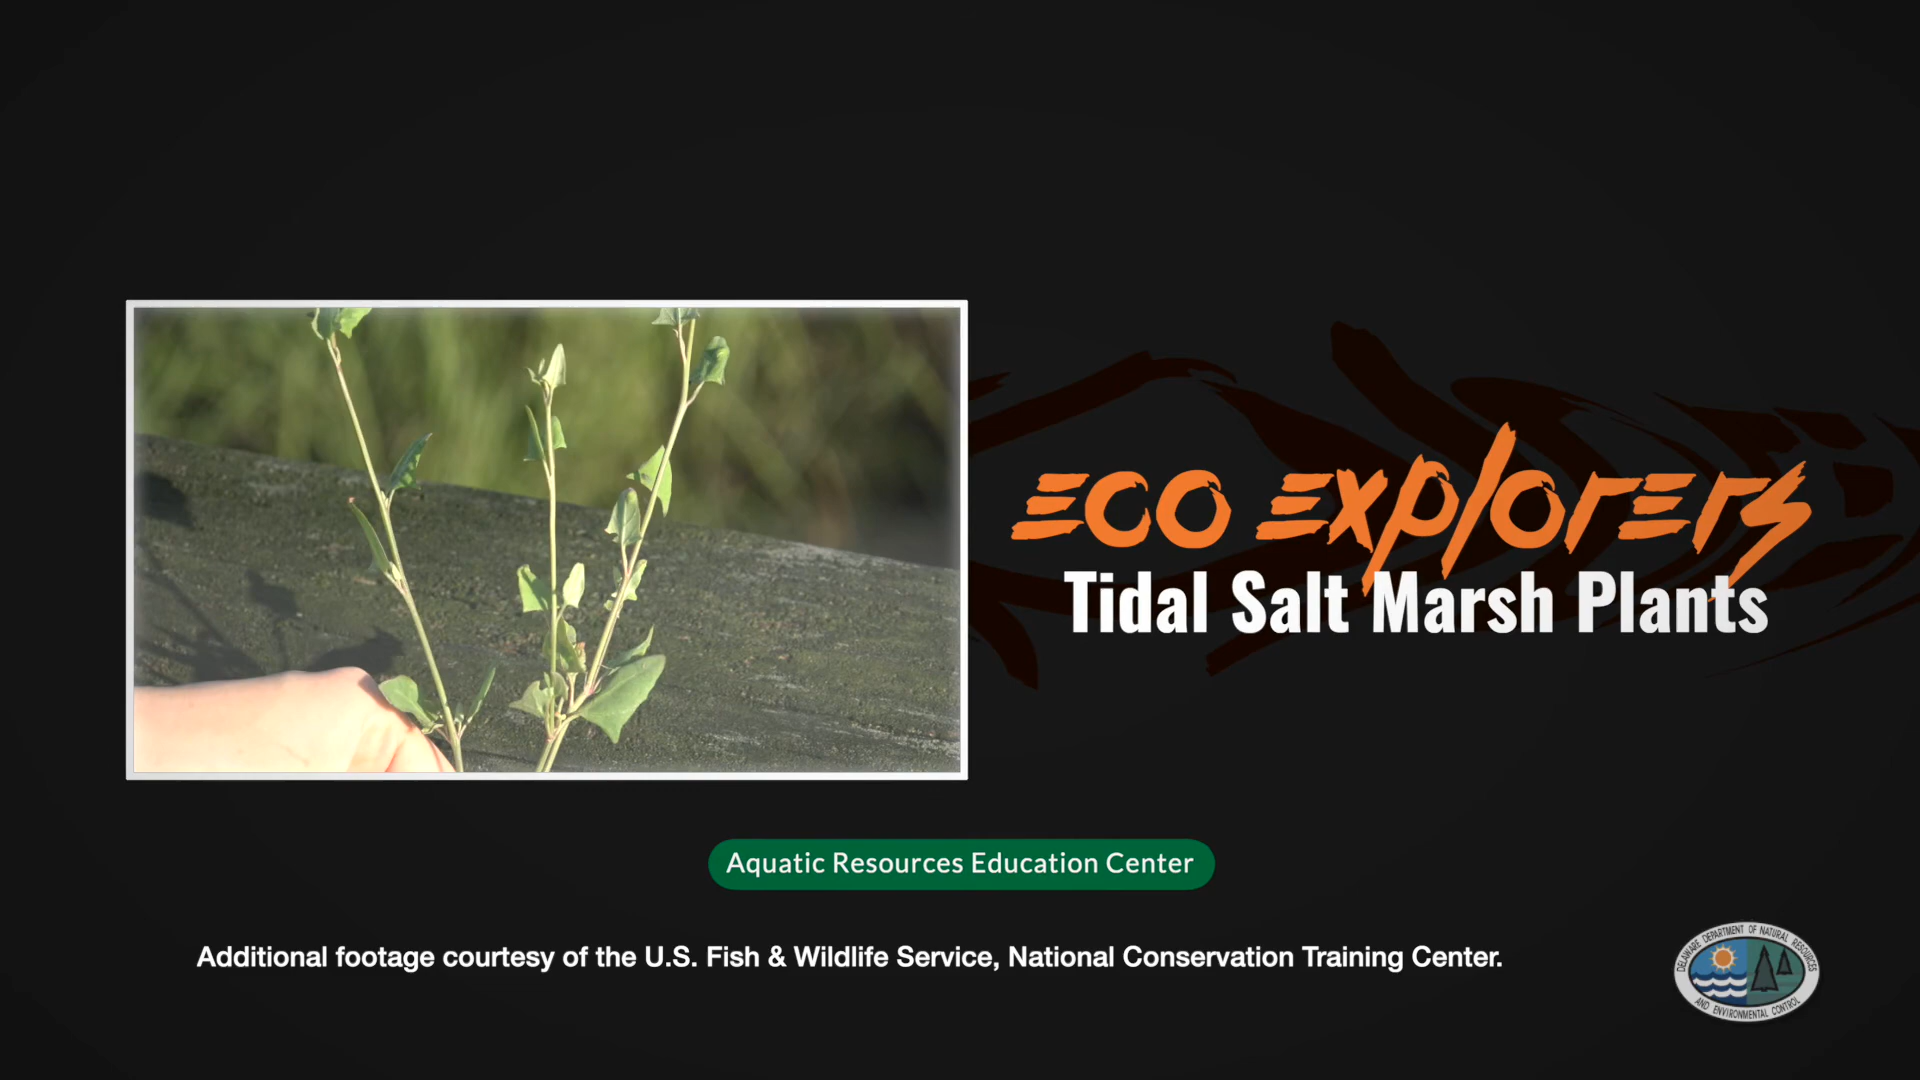 eco explorers
Tidal Salt Marsh Plants
Aquatic Resources Education Center
Additional footage courtesy of the U.S. Fish & Wildlife Service, National Conservation Training Center.
DELAWARE DEPARTMENT OF NATURAL RESOURCES
AND ENVIRONMENTAL CONTROL